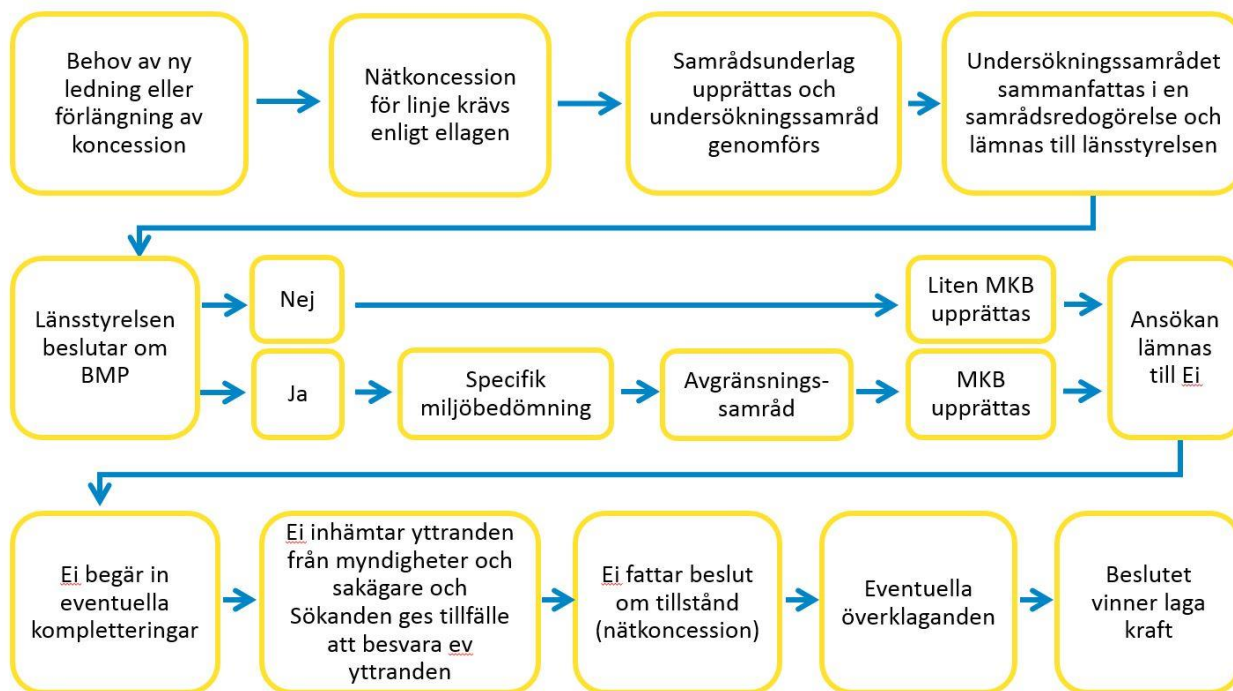 Behov av ny
ledning eller
förlängning av
koncession
Nätkoncession
för linje krävs
enligt ellagen
Samrådsunderlag
upprättas och
undersökningssamråd
genomförs
Undersökningssamrådet
sammanfattas i en
samrådsredogörelse och
lämnas till länsstyrelsen
Länsstyrelsen
beslutar om
BMP
Nej
Liten MKB
upprättas
Ja
Specifik
miljöbedömning
Avgränsnings-
samråd
MKB
upprättas
Ansökan
lämnas
till Ei
Ei begär in
eventuella
kompletteringar
Ei inhämtar yttranden
från myndigheter och
sakägare och
Sökanden ges tillfälle
att besvara ev
yttranden
Ei fattar beslut
om tillstånd
(nätkoncession)
Eventuella
överklaganden
Beslutet
vinner laga
kraft